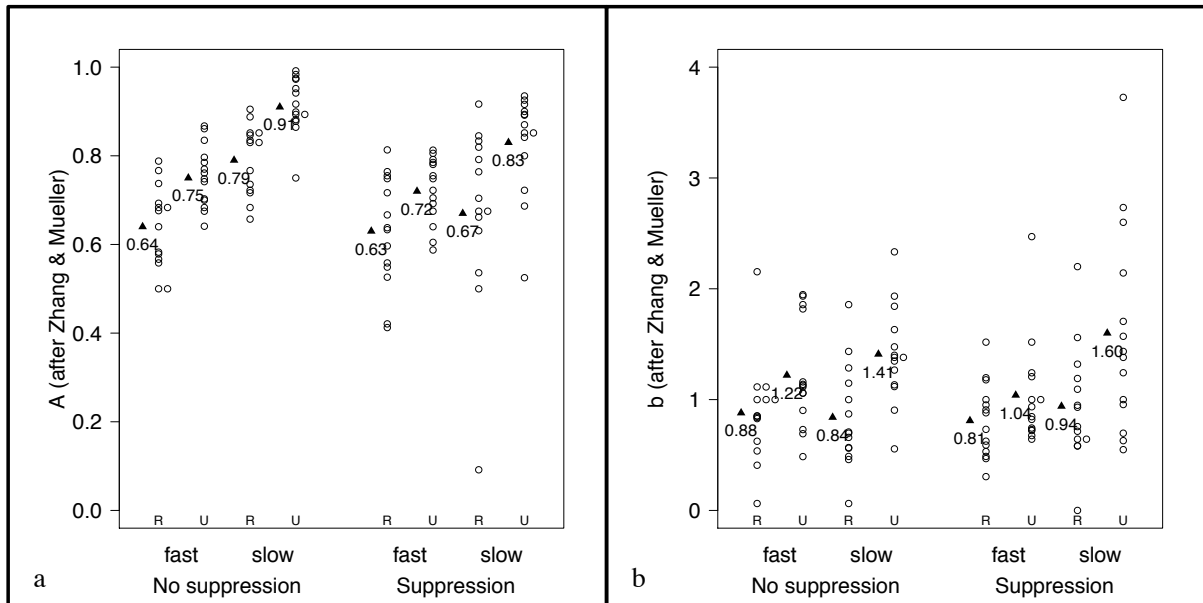 A (after Zhang & Mueller)
1.0
0.8
0.6
0.4
0.2
0.0
0.64
0.75
0.79
0.91
0.63
0.72
0.67
0.83
R U R U R U R U
fast slow fast slow
No suppression Suppression
a
b (after Zhang & Mueller)
4
3
2
1
0
0.88
1.22
0.84
1.41
0.81
1.04
0.94
1.60
R U R U R U R U
fast slow fast slow
No suppression Suppression
b